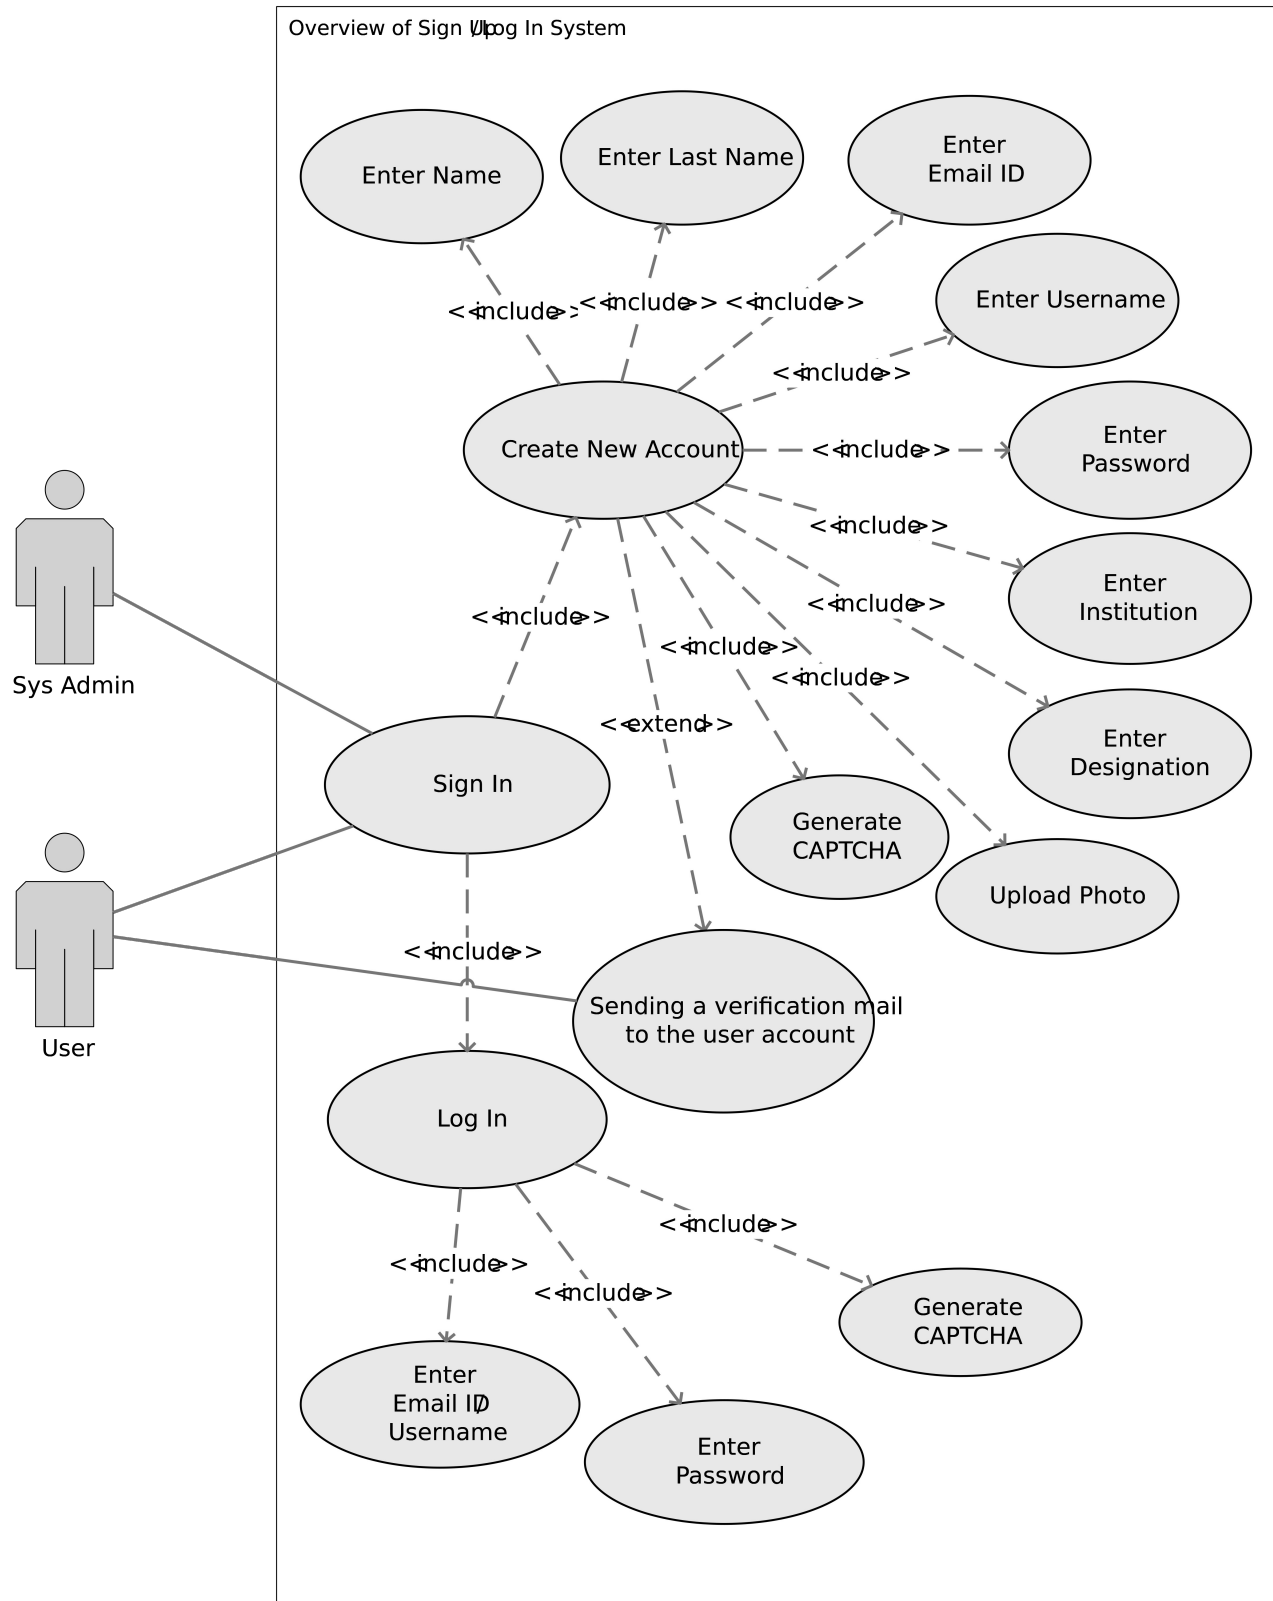 Overview of Sign Up/Log In System
Enter Name
Enter Last Name
Enter
Email ID
Enter Username
<<include>>
<<include>>
<<include>>
<<include>>
Create New Account
<<include>>
Enter
Password
<<include>>
Enter
Institution
<<include>>
<<include>>
<<include>>
<<include>>
Sys Admin
<<extend>>
Enter
Designation
Sign In
Generate
CAPTCHA
Upload Photo
<<include>>
Sending a verification mail
to the user account
User
Log In
<<include>>
<<include>>
<<include>>
Generate
CAPTCHA
Enter
Email ID/
Username
Enter
Password